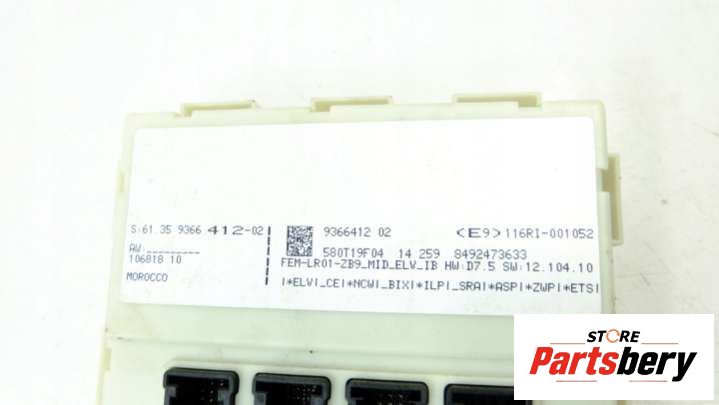 S:61.35 9366 412-02
AW:_________
106818 10
MOROCCO
9366412 02
<E9>116RI-001052
580T19F04 14 259 8492473633
FEM-LR01-ZB9_MID_ELV_IB HW:D7.5 SW:12.104.10
|*ELV|_CE|*NCW|_BIX|*ILP|_SRA|*ASP|*ZWP|*ETS|
STORE
Partsbery